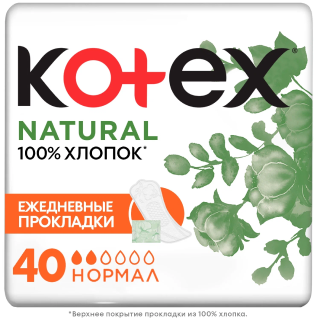 kotex®
NATURAL
100% ХЛОПОК*
ЕЖЕДНЕВНЫЕ
ПРОКЛАДКИ
40 НОРМАЛ
*Верхнее покрытие прокладки из 100% хлопка.